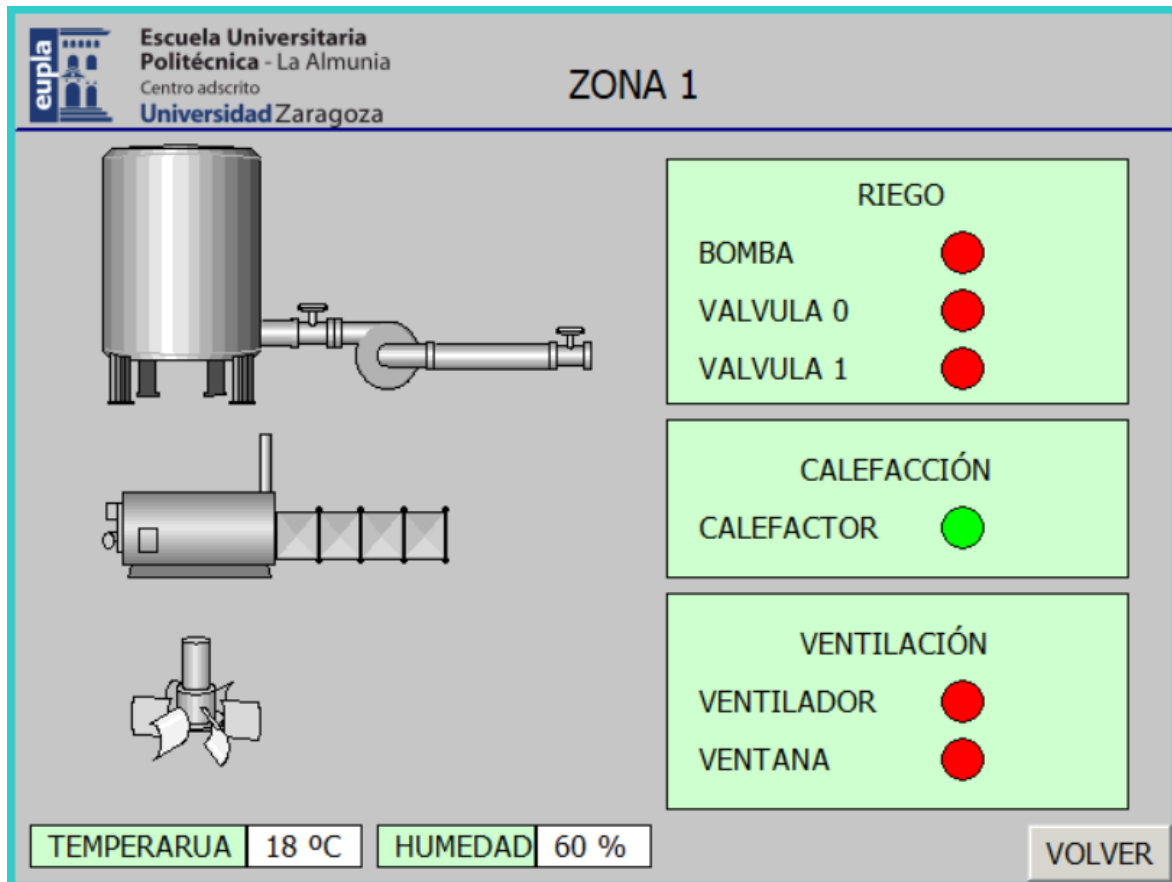 eupla
Escuela Universitaria
Politécnica - La Almunia
Centro adscrito
Universidad Zaragoza
ZONA 1
RIEGO
BOMBA
VALVULA 0
VALVULA 1
CALEFACCIÓN
CALEFACTOR
VENTILACIÓN
VENTILADOR
VENTANA
TEMPERARUA 18 ºC HUMEDAD 60 %
VOLVER